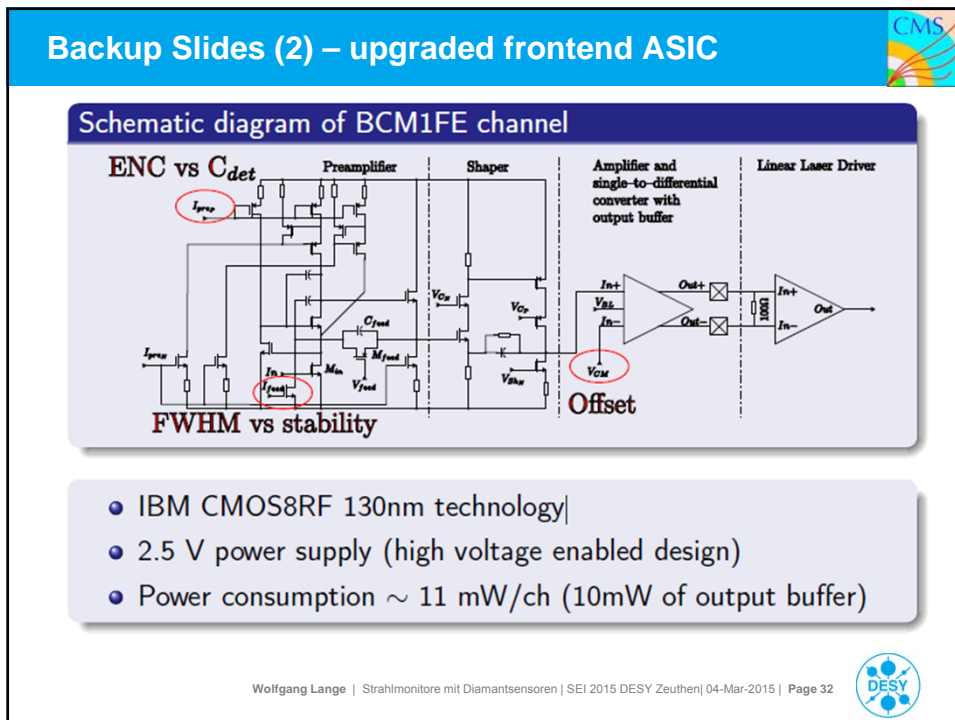 Backup Slides (2) – upgraded frontend ASIC
CMS
Schematic diagram of BCM1FE channel
ENC vs C_det
Preamplifier
Shaper
Amplifier and
single-to-differential
converter with
output buffer
Linear Laser Driver
I_preP
V_CN
V_CP
C_feed
M_feed
V_feed
I_preN
In
M_in
I_feed
V_ShN
In+
V_BL
In-
Out+
Out-
100Ω
In+
In-
Out
V_CM
Offset
FWHM vs stability
IBM CMOS8RF 130nm technology|
2.5 V power supply (high voltage enabled design)
Power consumption ∼ 11 mW/ch (10mW of output buffer)
Wolfgang Lange | Strahlmonitore mit Diamantsensoren | SEI 2015 DESY Zeuthen| 04-Mar-2015 | Page 32
DESY